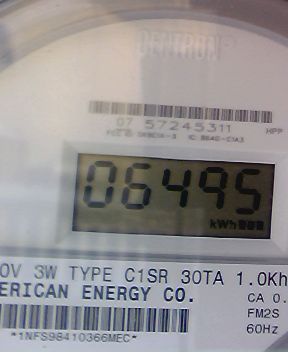 CENTRON
07 57245311 HPP
06495
kWh
0V 3W TYPE C1SR 30TA 1.0Kh
ERICAN ENERGY CO.
CA 0.
FM2S
60Hz
*1NFS98410366MEC*